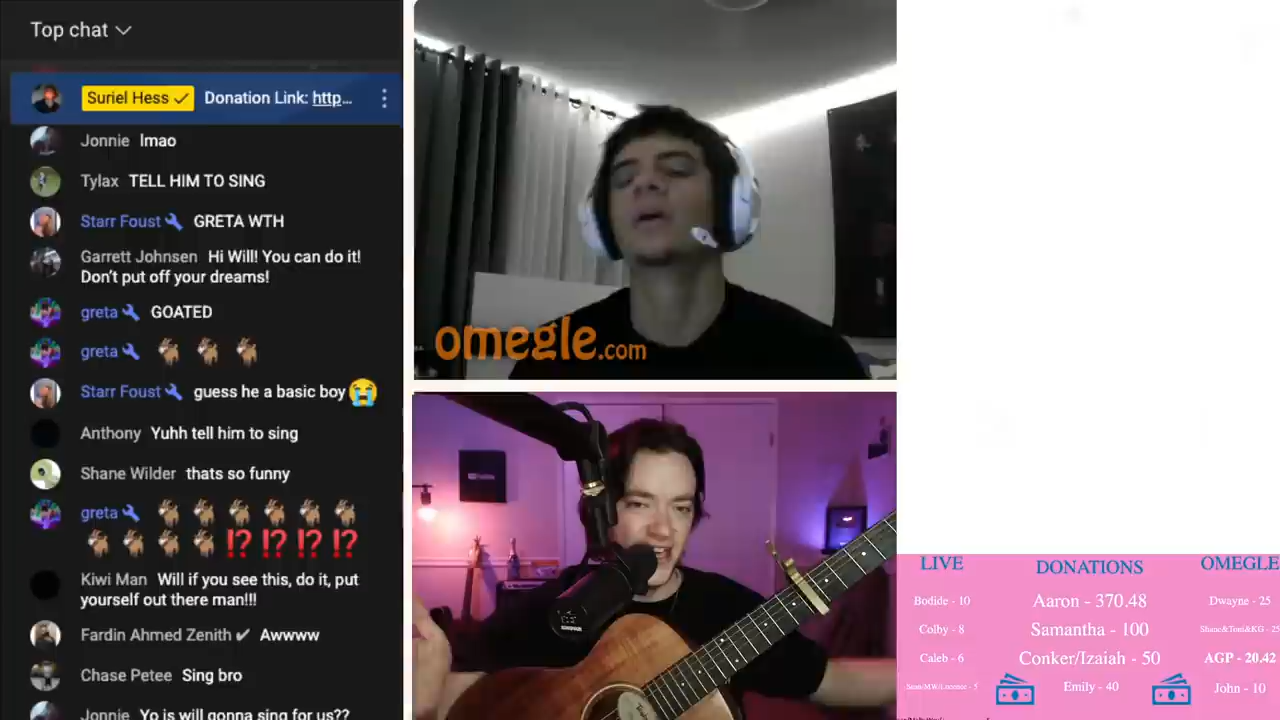 Top chat
Suriel Hess Donation Link: http...
Jonnie lmao
Tylax TELL HIM TO SING
Starr Foust GRETA WTH
Garrett Johnsen Hi Will! You can do it!
Don't put off your dreams!
greta GOATED
greta
Starr Foust guess he a basic boy
Anthony Yuhh tell him to sing
Shane Wilder thats so funny
greta
Kiwi Man Will if you see this, do it, put
yourself out there man!!!
Fardin Ahmed Zenith Awwww
Chase Petee Sing bro
Jonnie Yo is will gonna sing for us??
omegle.com
LIVE
Bodide - 10
Colby - 8
Caleb - 6
DONATIONS
Aaron - 370.48
Samantha - 100
Conker/Izaiah - 50
Emily - 40
OMEGLE
Dwayne - 25
Shane&Toni&KG - 25
AGP - 20.42
John - 10